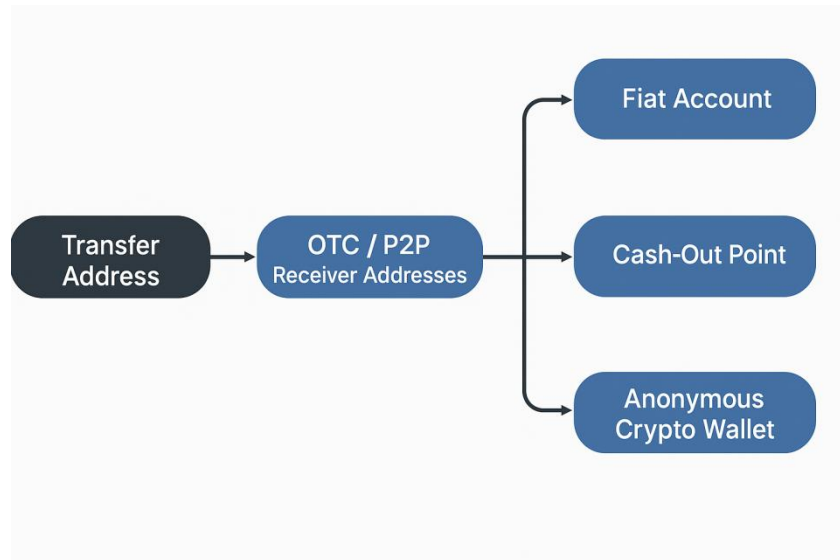 Transfer
Address
OTC / P2P
Receiver Addresses
Fiat Account
Cash-Out Point
Anonymous
Crypto Wallet